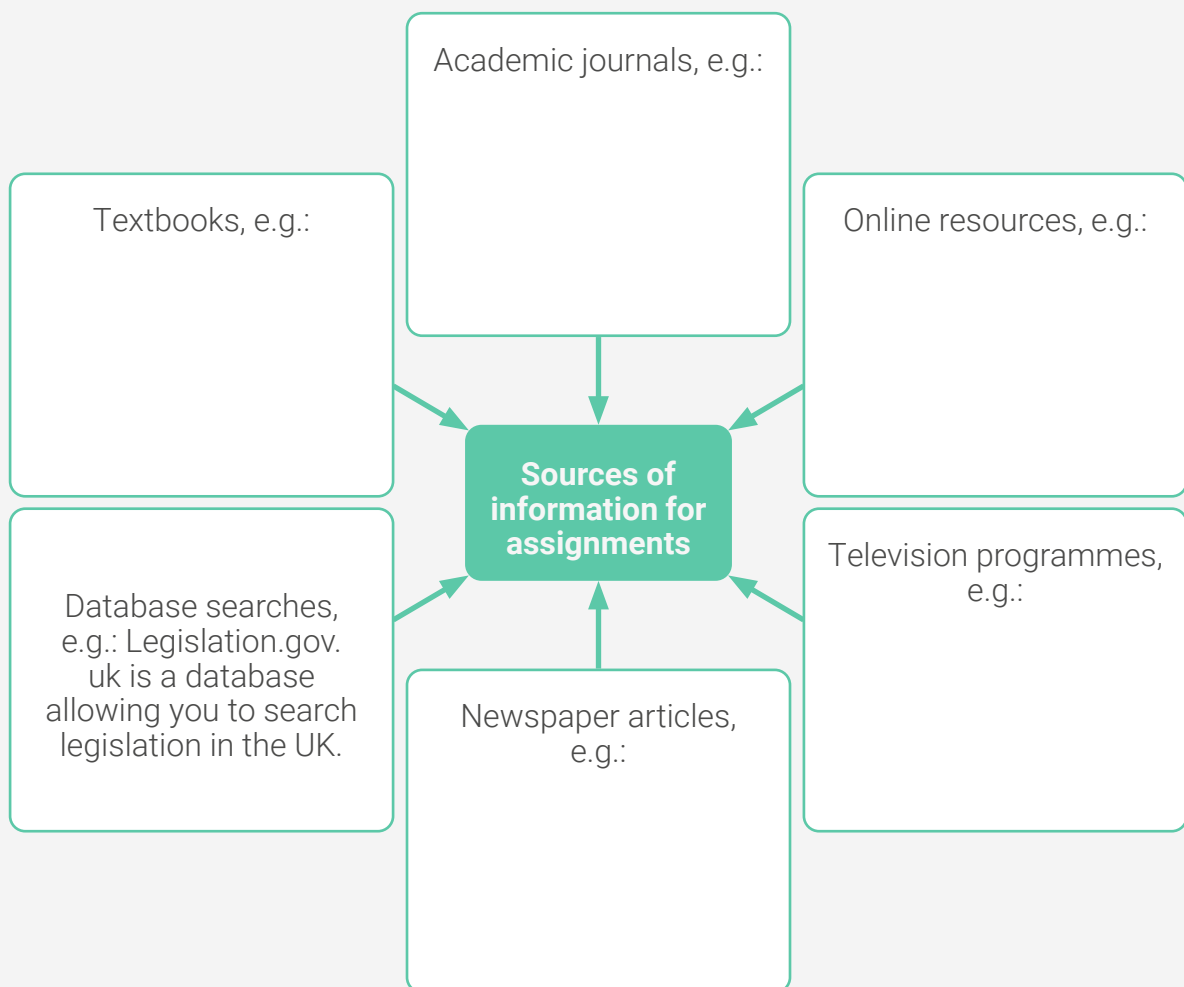 Academic journals, e.g.:
Textbooks, e.g.:
Online resources, e.g.:
Sources of
information for
assignments
Database searches,
e.g.: Legislation.gov.
uk is a database
allowing you to search
legislation in the UK.
Television programmes,
e.g.:
Newspaper articles,
e.g.: